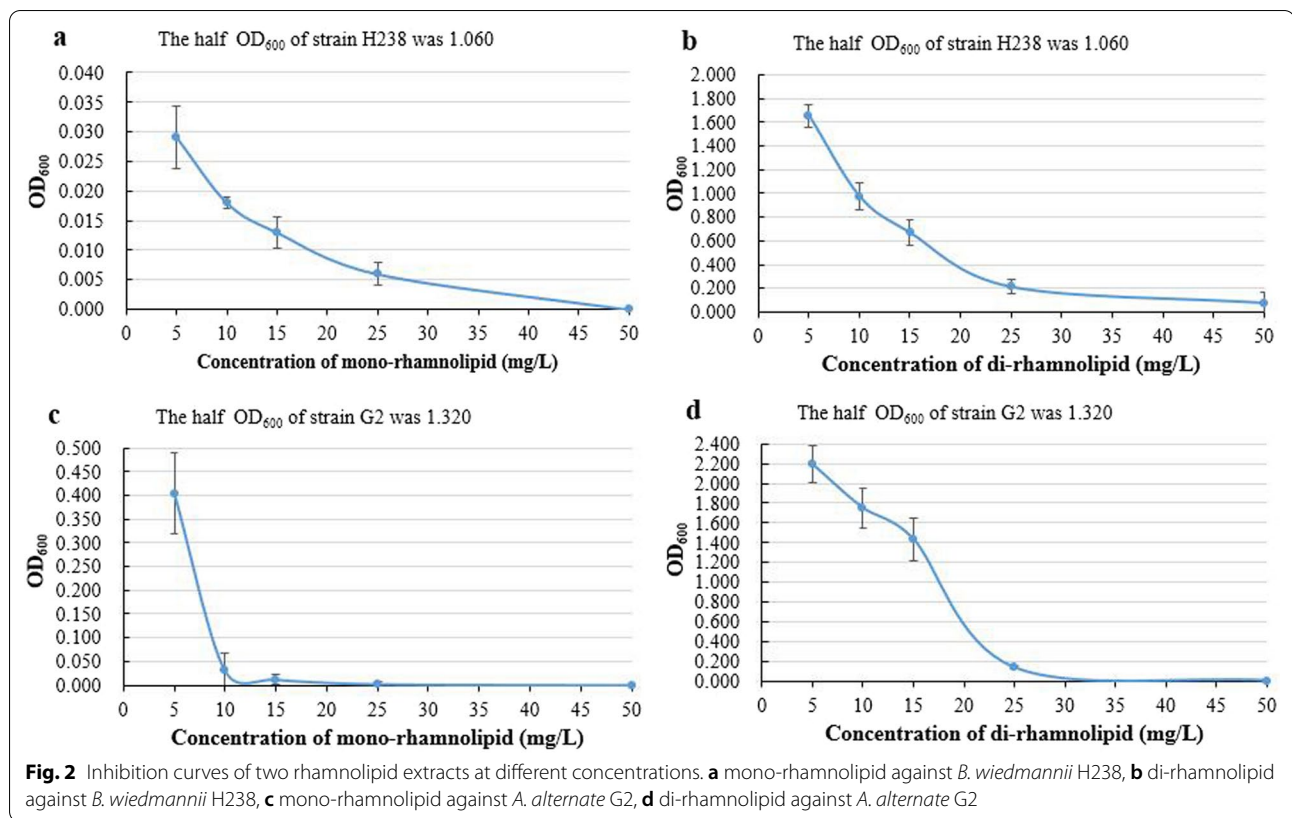 a
The half OD600 of strain H238 was 1.060
0.040
0.035
0.030
0.025
0.020
0.015
0.010
0.005
0.000
OD600
0 5 10 15 20 25 30 35 40 45 50
Concentration of mono-rhamnolipid (mg/L)
b
The half OD600 of strain H238 was 1.060
2.000
1.800
1.600
1.400
1.200
1.000
0.800
0.600
0.400
0.200
0.000
OD600
0 5 10 15 20 25 30 35 40 45 50
Concentration of di-rhamnolipid (mg/L)
c
The half OD600 of strain G2 was 1.320
0.500
0.450
0.400
0.350
0.300
0.250
0.200
0.150
0.100
0.050
0.000
OD600
0 5 10 15 20 25 30 35 40 45 50
Concentration of mono-rhamnolipid (mg/L)
d
The half OD600 of strain G2 was 1.320
2.400
2.200
2.000
1.800
1.600
1.400
1.200
1.000
0.800
0.600
0.400
0.200
0.000
OD600
0 5 10 15 20 25 30 35 40 45 50
Concentration of di-rhamnolipid (mg/L)
Fig. 2 Inhibition curves of two rhamnolipid extracts at different concentrations. a mono-rhamnolipid against B. wiedmannii H238, b di-rhamnolipid
against B. wiedmannii H238, c mono-rhamnolipid against A. alternate G2, d di-rhamnolipid against A. alternate G2